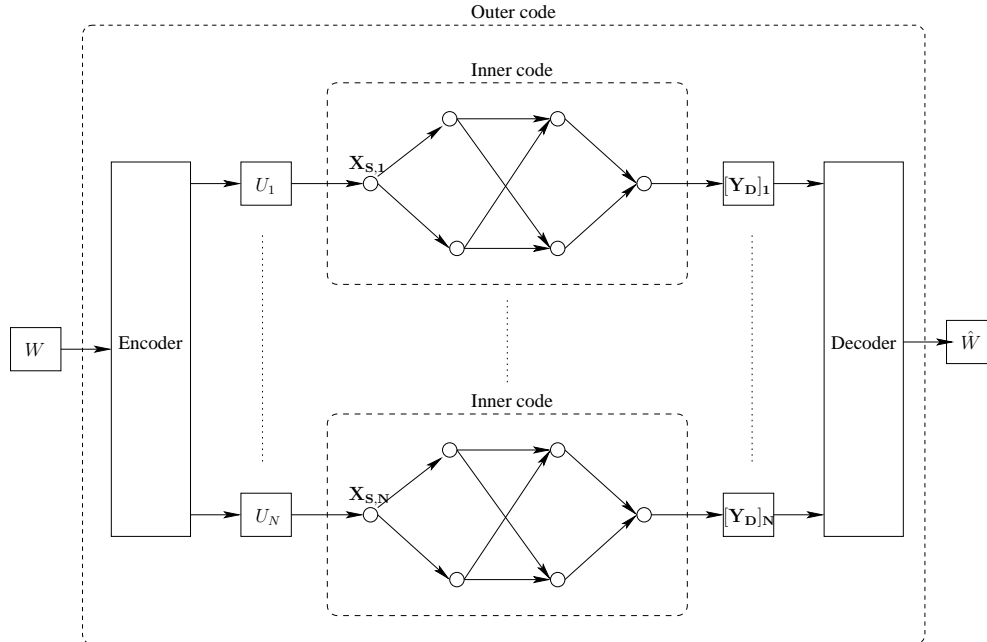 Outer code
Inner code
X_{S,1}
U_1
[Y_D]_1
Encoder
Decoder
W
Ŵ
Inner code
X_{S,N}
U_N
[Y_D]_N